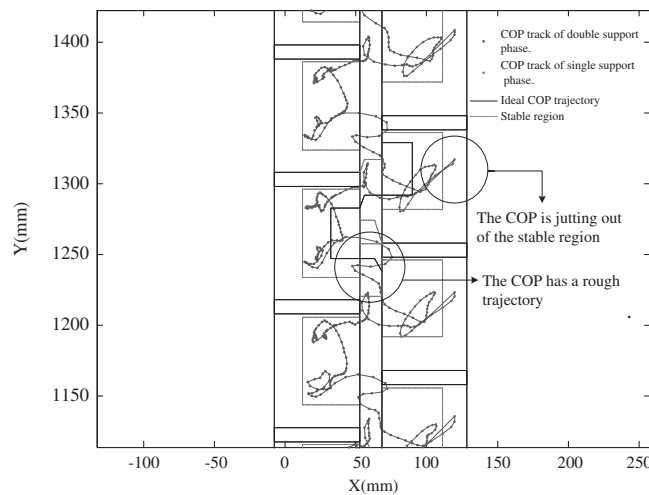 1400
1350
1300
1250
1200
1150
Y(mm)
-100
-50
0
50
100
150
200
250
X(mm)
COP track of double support
phase.
COP track of single support
phase.
Ideal COP trajectory
Stable region
The COP is jutting out
of the stable region
The COP has a rough
trajectory